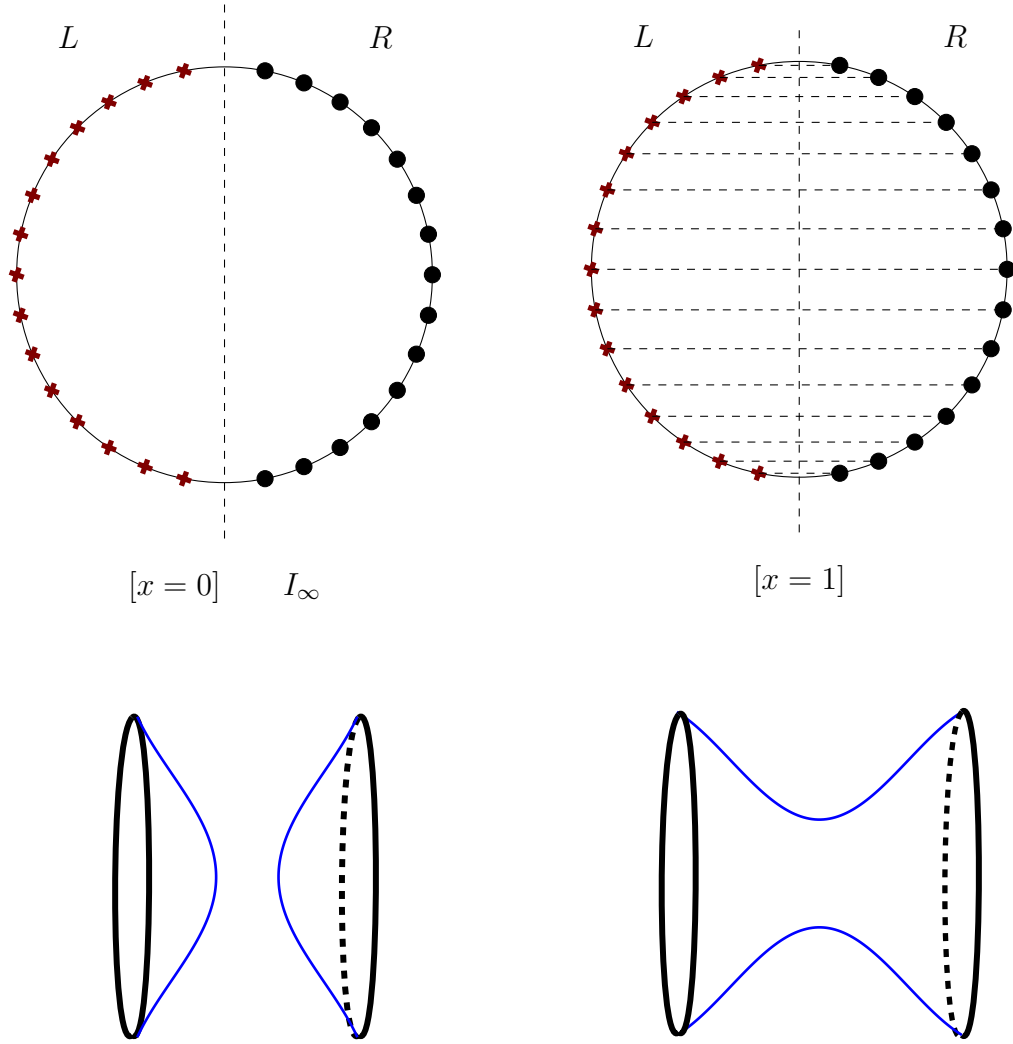 L R L R
[x = 0] I∞ [x = 1]